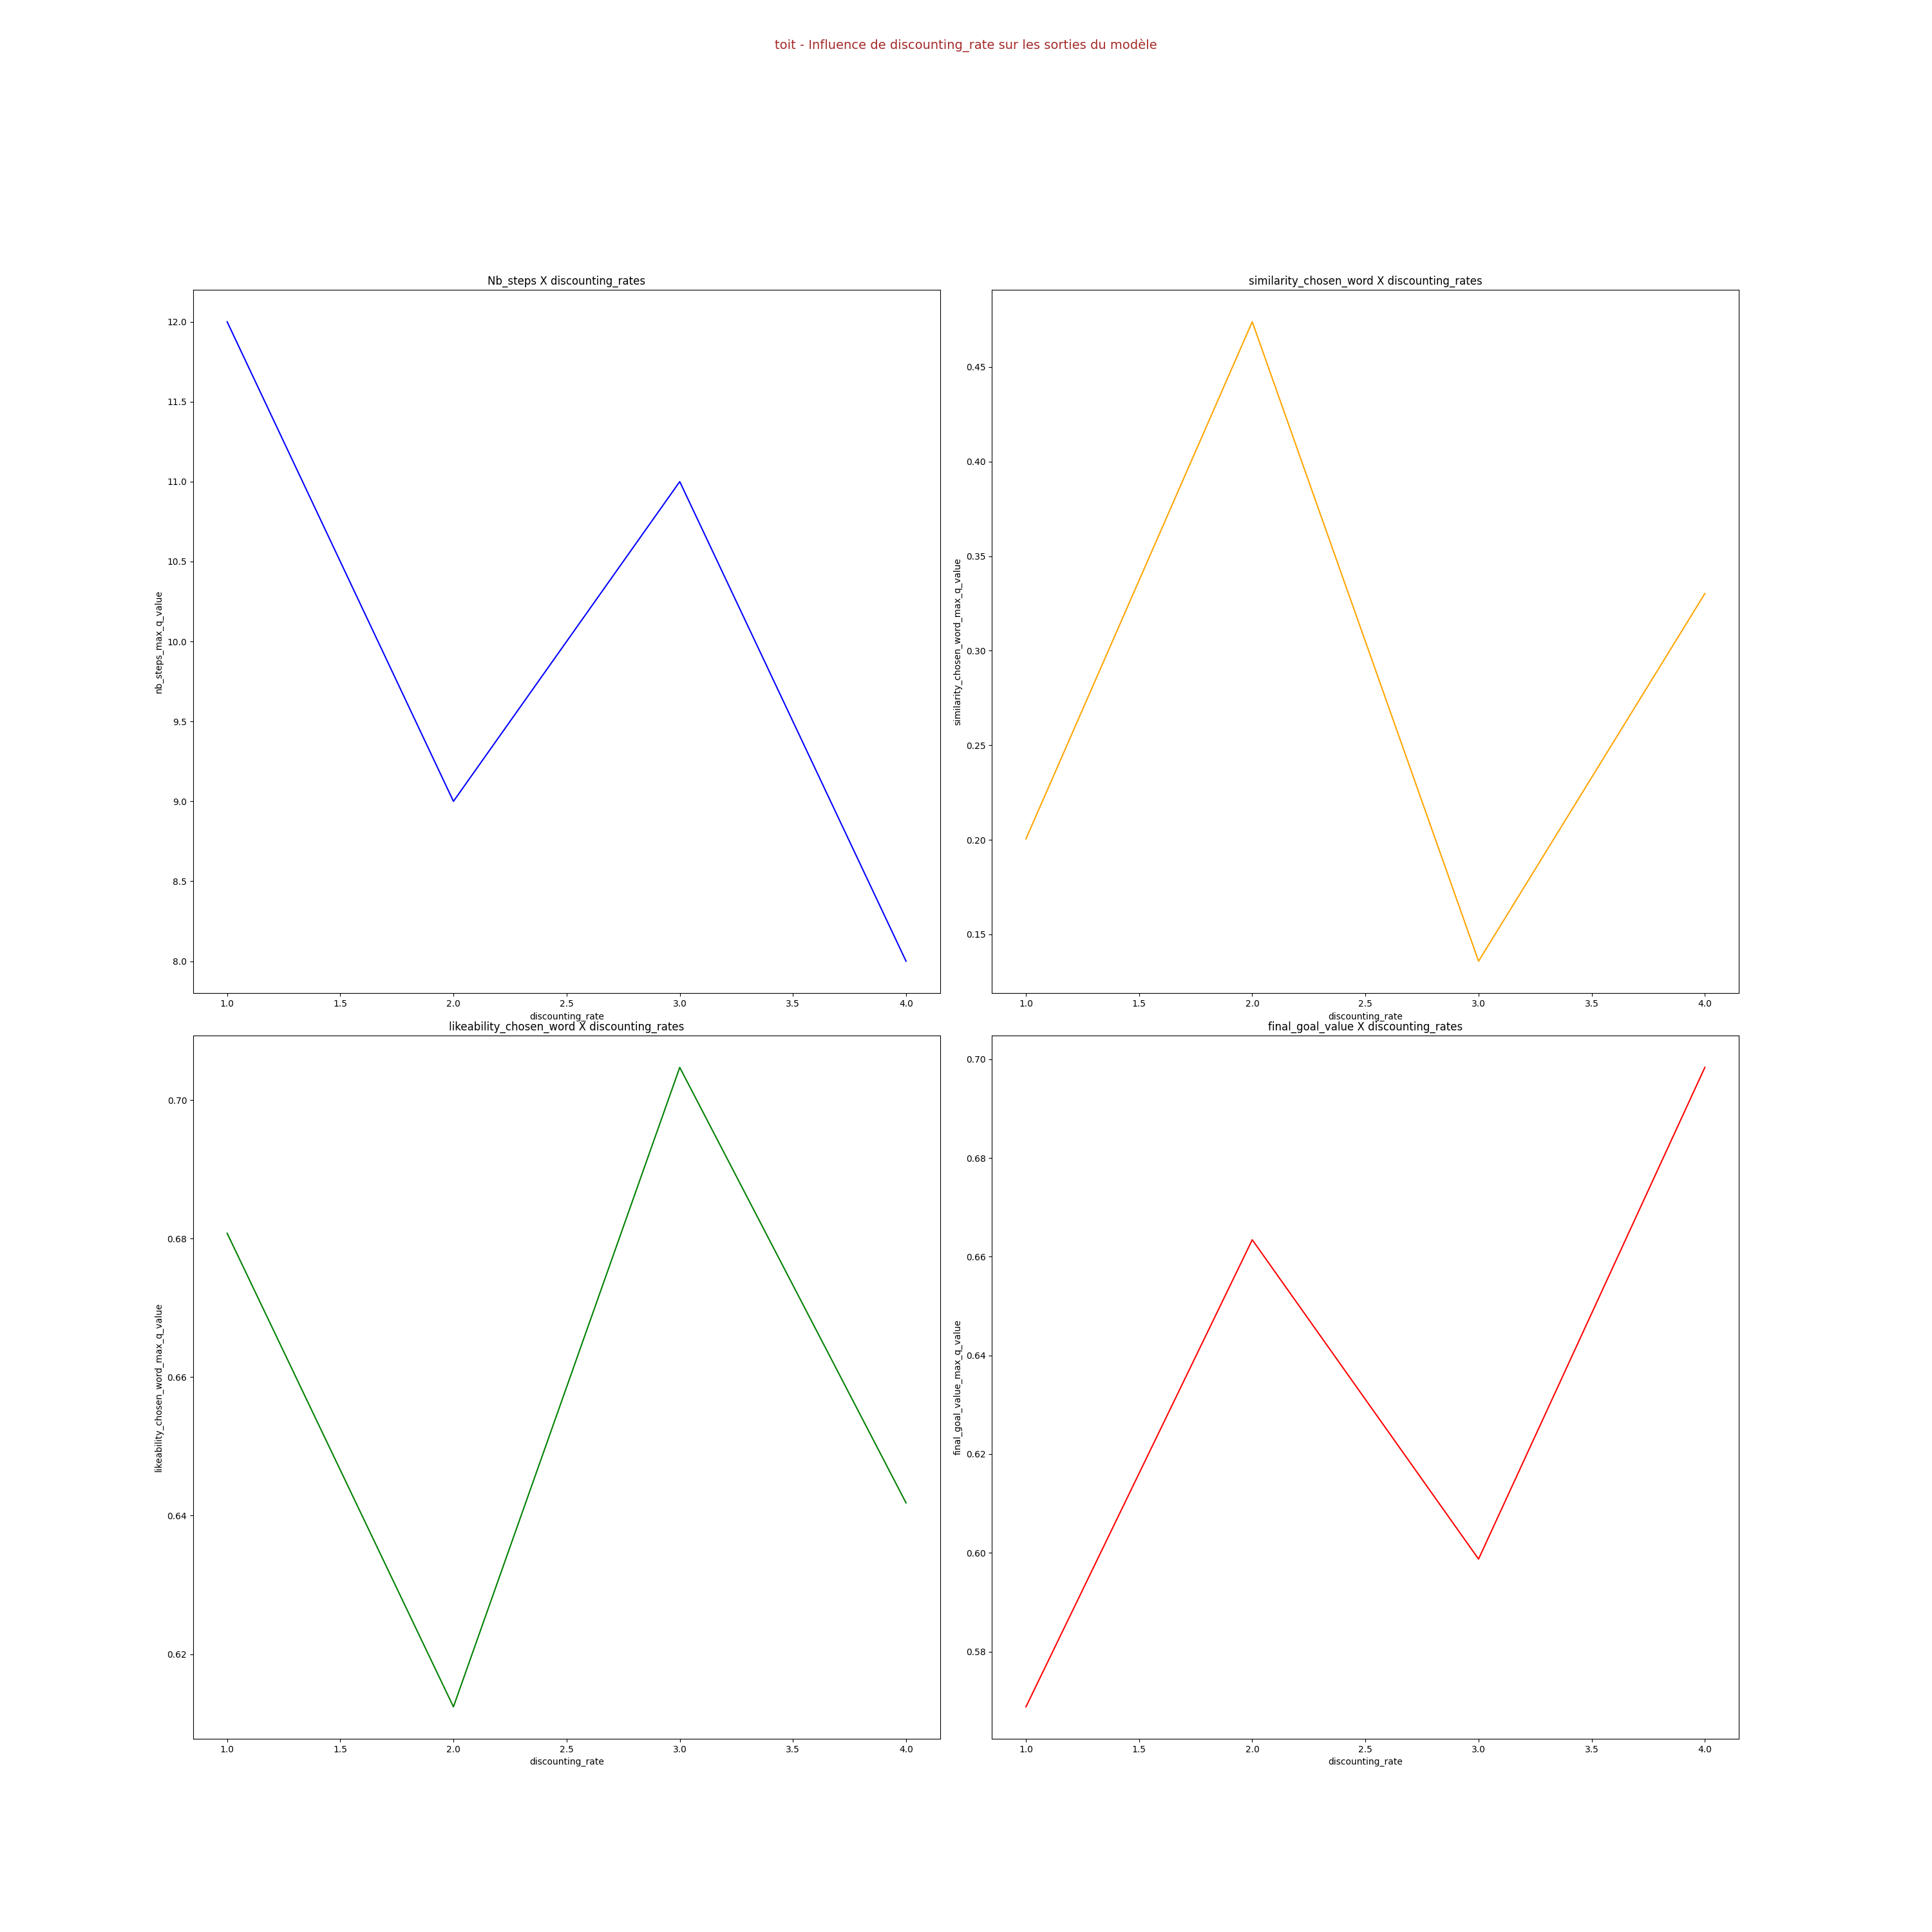 toit - Influence de discounting_rate sur les sorties du modèle
Nb_steps X discounting_rates
12.0
11.5
11.0
10.5
10.0
9.5
9.0
8.5
8.0
nb_steps_max_q_value
1.0 1.5 2.0 2.5 3.0 3.5 4.0
discounting_rate
similarity_chosen_word X discounting_rates
0.45
0.40
0.35
0.30
0.25
0.20
0.15
similarity_chosen_word_max_q_value
1.0 1.5 2.0 2.5 3.0 3.5 4.0
discounting_rate
likeability_chosen_word X discounting_rates
0.70
0.68
0.66
0.64
0.62
likeability_chosen_word_max_q_value
1.0 1.5 2.0 2.5 3.0 3.5 4.0
discounting_rate
final_goal_value X discounting_rates
0.70
0.68
0.66
0.64
0.62
0.60
0.58
final_goal_value_max_q_value
1.0 1.5 2.0 2.5 3.0 3.5 4.0
discounting_rate